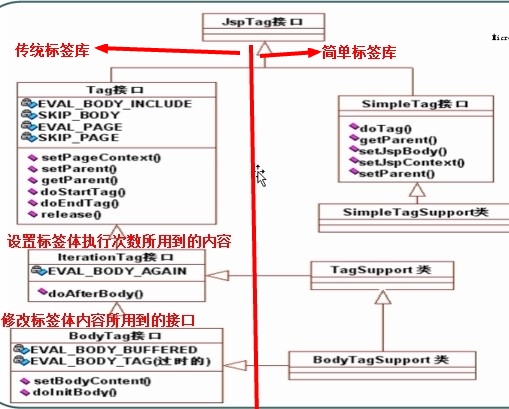 JspTag接口
Micro
传统标签库
简单标签库
Tag接口
EVAL_BODY_INCLUDE
SKIP_BODY
EVAL_PAGE
SKIP_PAGE
setPageContext()
setParent()
getParent()
doStartTag()
doEndTag()
release()
SimpleTag接口
doTag()
getParent()
setJspBody()
setJspContext()
setParent()
SimpleTagSupport类
设置标签体执行次数所用到的内容
IterationTag接口
EVAL_BODY_AGAIN
doAfterBody()
TagSupport 类
修改标签体内容所用到的接口
BodyTag接口
EVAL_BODY_BUFFERED
EVAL_BODY_TAG(过时的)
setBodyContent()
doInitBody()
BodyTagSupport 类